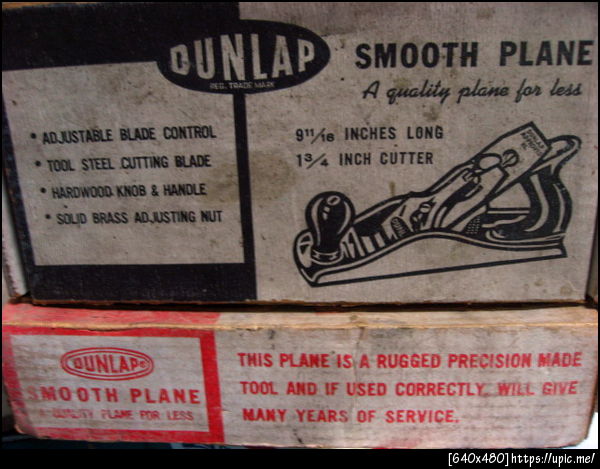 DUNLAP
REG. TRADE MARK
SMOOTH PLANE
A quality plane for less
• ADJUSTABLE BLADE CONTROL
• TOOL STEEL CUTTING BLADE
• HARDWOOD KNOB & HANDLE
• SOLID BRASS ADJUSTING NUT
9 11/16 INCHES LONG
1 3/4 INCH CUTTER
DUNLAP
DUNLAP®
SMOOTH PLANE
A QUALITY PLANE FOR LESS
THIS PLANE IS A RUGGED PRECISION MADE
TOOL AND IF USED CORRECTLY, WILL GIVE
MANY YEARS OF SERVICE.
[640x480]https://upic.me/